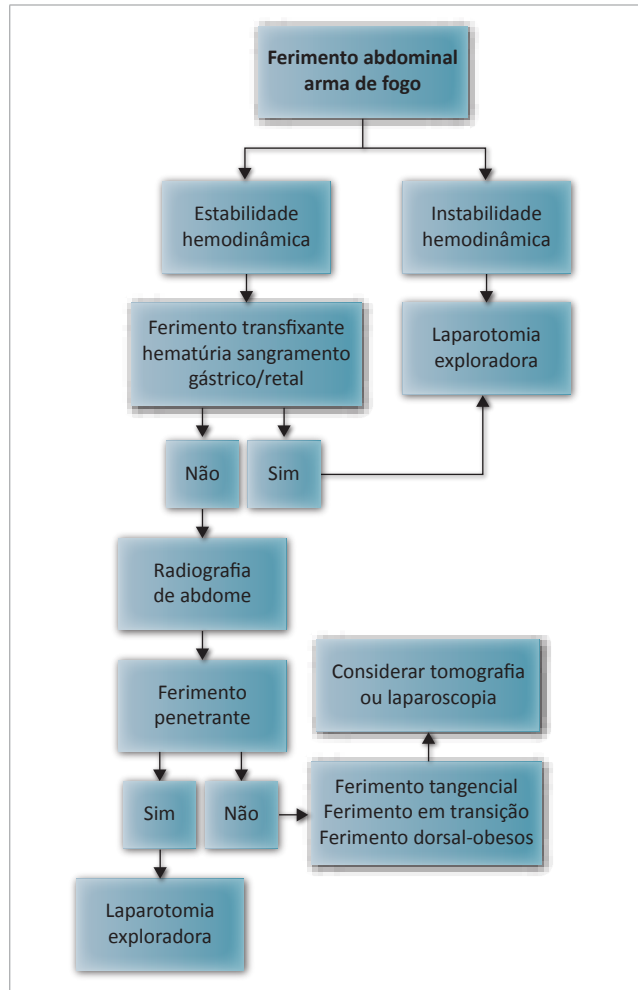 Ferimento abdominal
arma de fogo
Estabilidade
hemodinâmica
Instabilidade
hemodinâmica
Ferimento transfixante
hematúria sangramento
gástrico/retal
Laparotomia
exploradora
Não
Sim
Radiografia
de abdome
Ferimento
penetrante
Considerar tomografia
ou laparoscopia
Sim
Não
Ferimento tangencial
Ferimento em transição
Ferimento dorsal-obesos
Laparotomia
exploradora